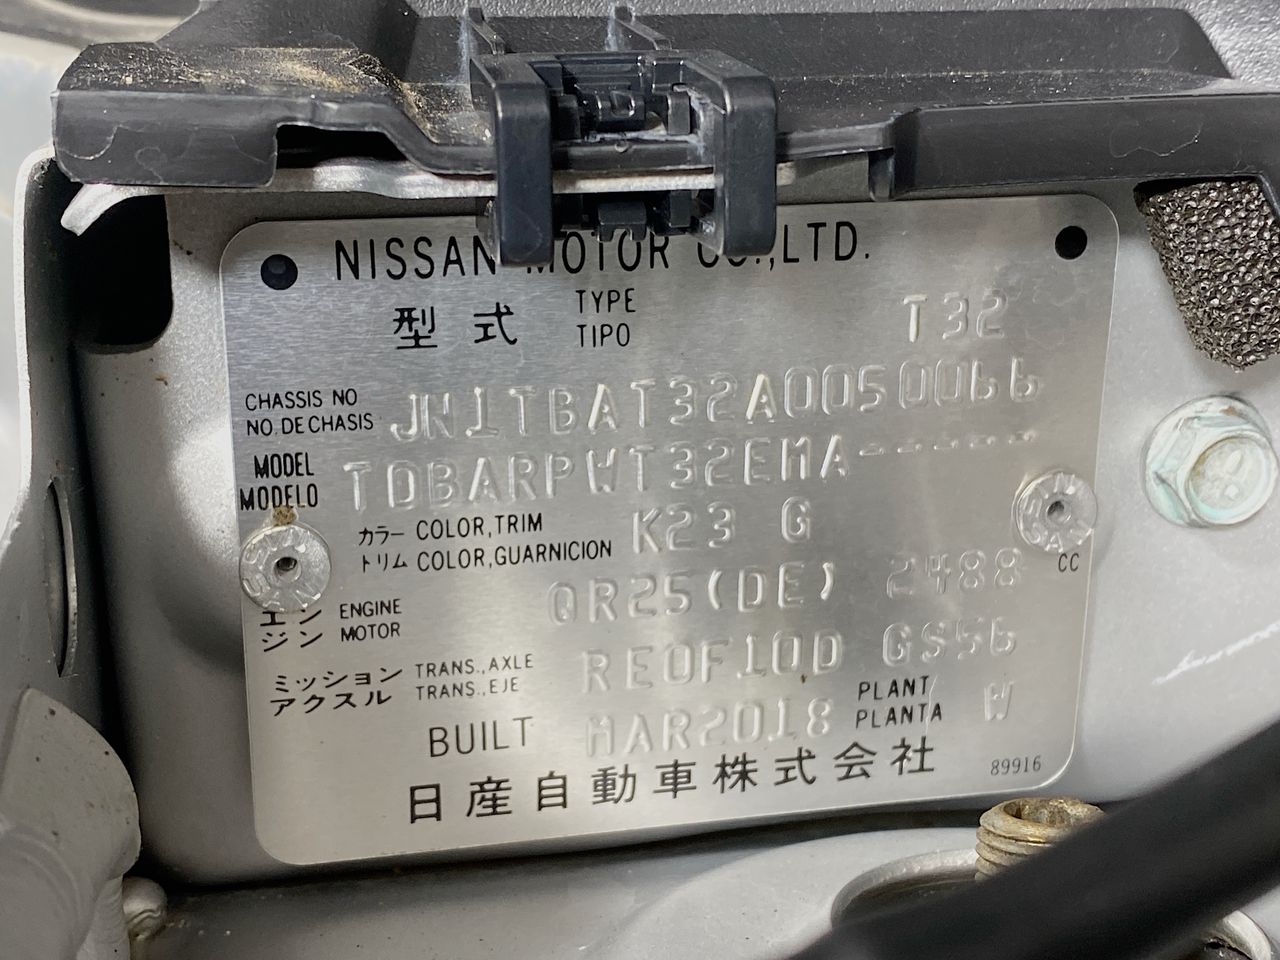 NISSAN MOTOR CO.,LTD.
型式 TYPE TIPO T32
CHASSIS NO
NO.DE CHASIS JN1TBAT32A0050066
MODEL
MODELO TDBARPWT32EMA-----
カラー COLOR,TRIM
トリム COLOR,GUARNICION K23 G
エンジン ENGINE MOTOR QR25(DE) 2488 CC
ミッション TRANS.,AXLE
アクスル TRANS.,EJE RE0F10D GS56
BUILT MAR2018 PLANT/PLANTA W
日産自動車株式会社 89916